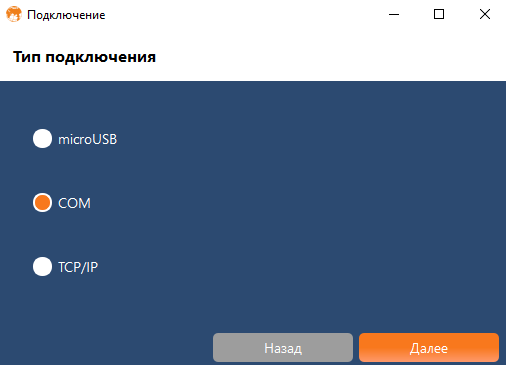 Подключение
Тип подключения
microUSB
COM
TCP/IP
Назад Далее